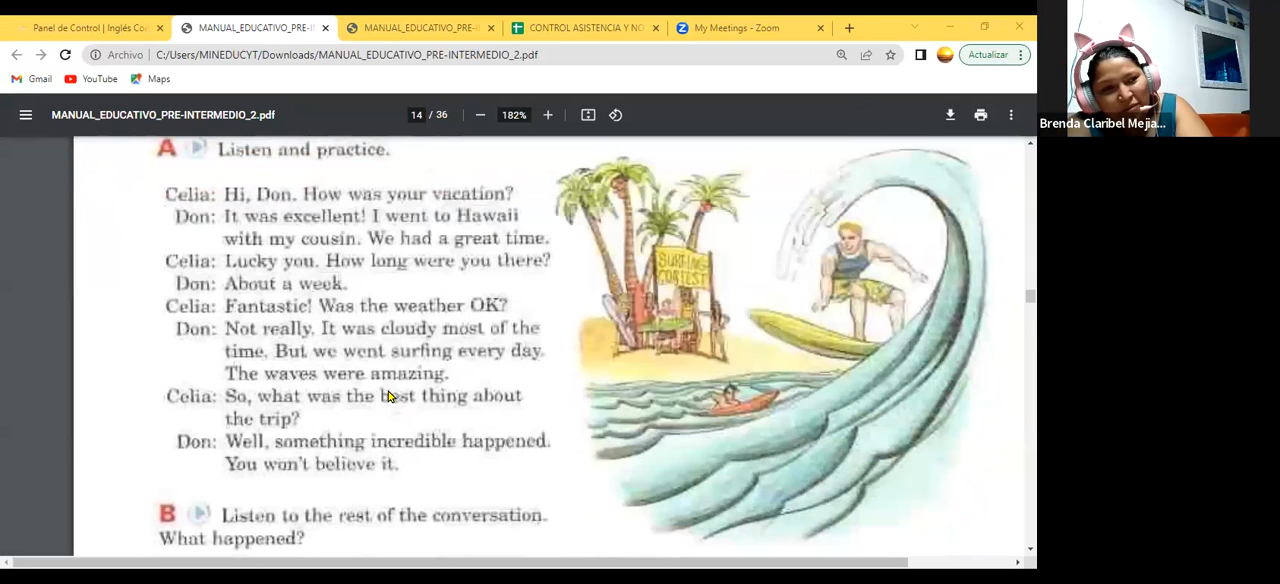 Panel de Control | Inglés Co
MANUAL_EDUCATIVO_PRE-I
MANUAL_EDUCATIVO_PRE-I
CONTROL ASISTENCIA Y NO
My Meetings - Zoom
Archivo
C:/Users/MINEDUCYT/Downloads/MANUAL_EDUCATIVO_PRE-INTERMEDIO_2.pdf
Actualizar
Gmail
YouTube
Maps
MANUAL_EDUCATIVO_PRE-INTERMEDIO_2.pdf
14 / 36
182%
Brenda Claribel Mejia...
A Listen and practice.
Celia: Hi, Don. How was your vacation?
Don: It was excellent! I went to Hawaii
with my cousin. We had a great time.
Celia: Lucky you. How long were you there?
Don: About a week.
Celia: Fantastic! Was the weather OK?
Don: Not really. It was cloudy most of the
time. But we went surfing every day.
The waves were amazing.
Celia: So, what was the best thing about
the trip?
Don: Well, something incredible happened.
You won't believe it.
SURFING
CONTEST
B Listen to the rest of the conversation.
What happened?